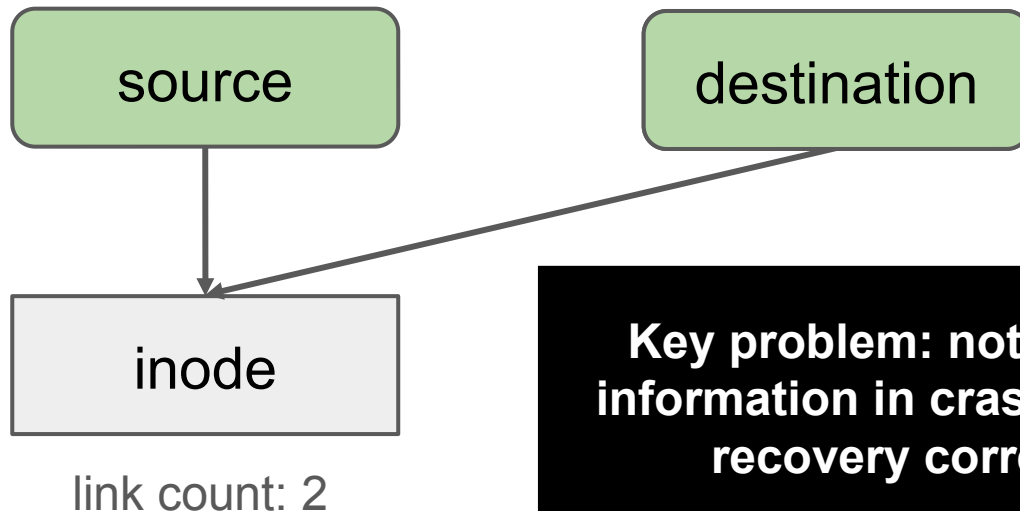 source
destination
inode
Key problem: not
information in
recovery
link count: 2